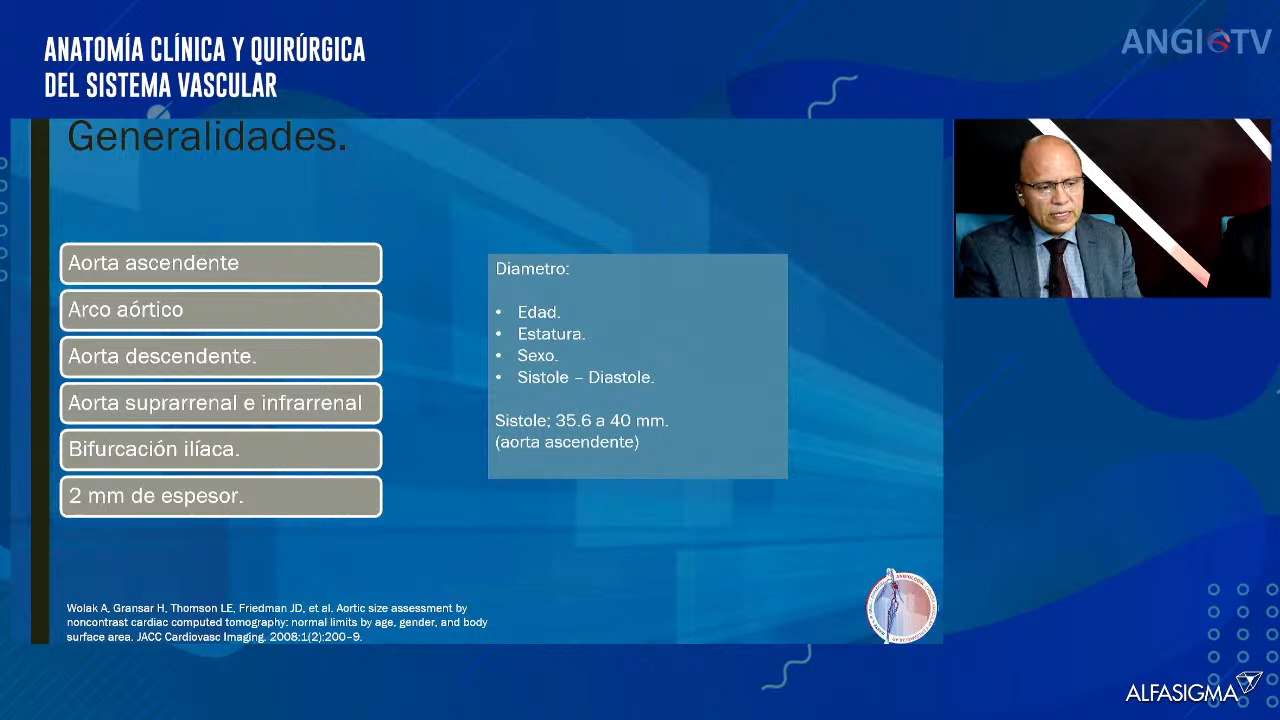 ANATOMÍA CLÍNICA Y QUIRÚRGICA
DEL SISTEMA VASCULAR
ANGIOTV
Generalidades.
Aorta ascendente
Arco aórtico
Aorta descendente.
Aorta suprarrenal e infrarrenal
Bifurcación ilíaca.
2 mm de espesor.
Diametro:
• Edad.
• Estatura.
• Sexo.
• Sistole – Diastole.
Sistole; 35.6 a 40 mm.
(aorta ascendente)
Wolak A, Gransar H, Thomson LE, Friedman JD, et al. Aortic size assessment by
noncontrast cardiac computed tomography: normal limits by age, gender, and body
surface area. JACC Cardiovasc Imaging. 2008;1(2):200–9.
ALFASIGMA